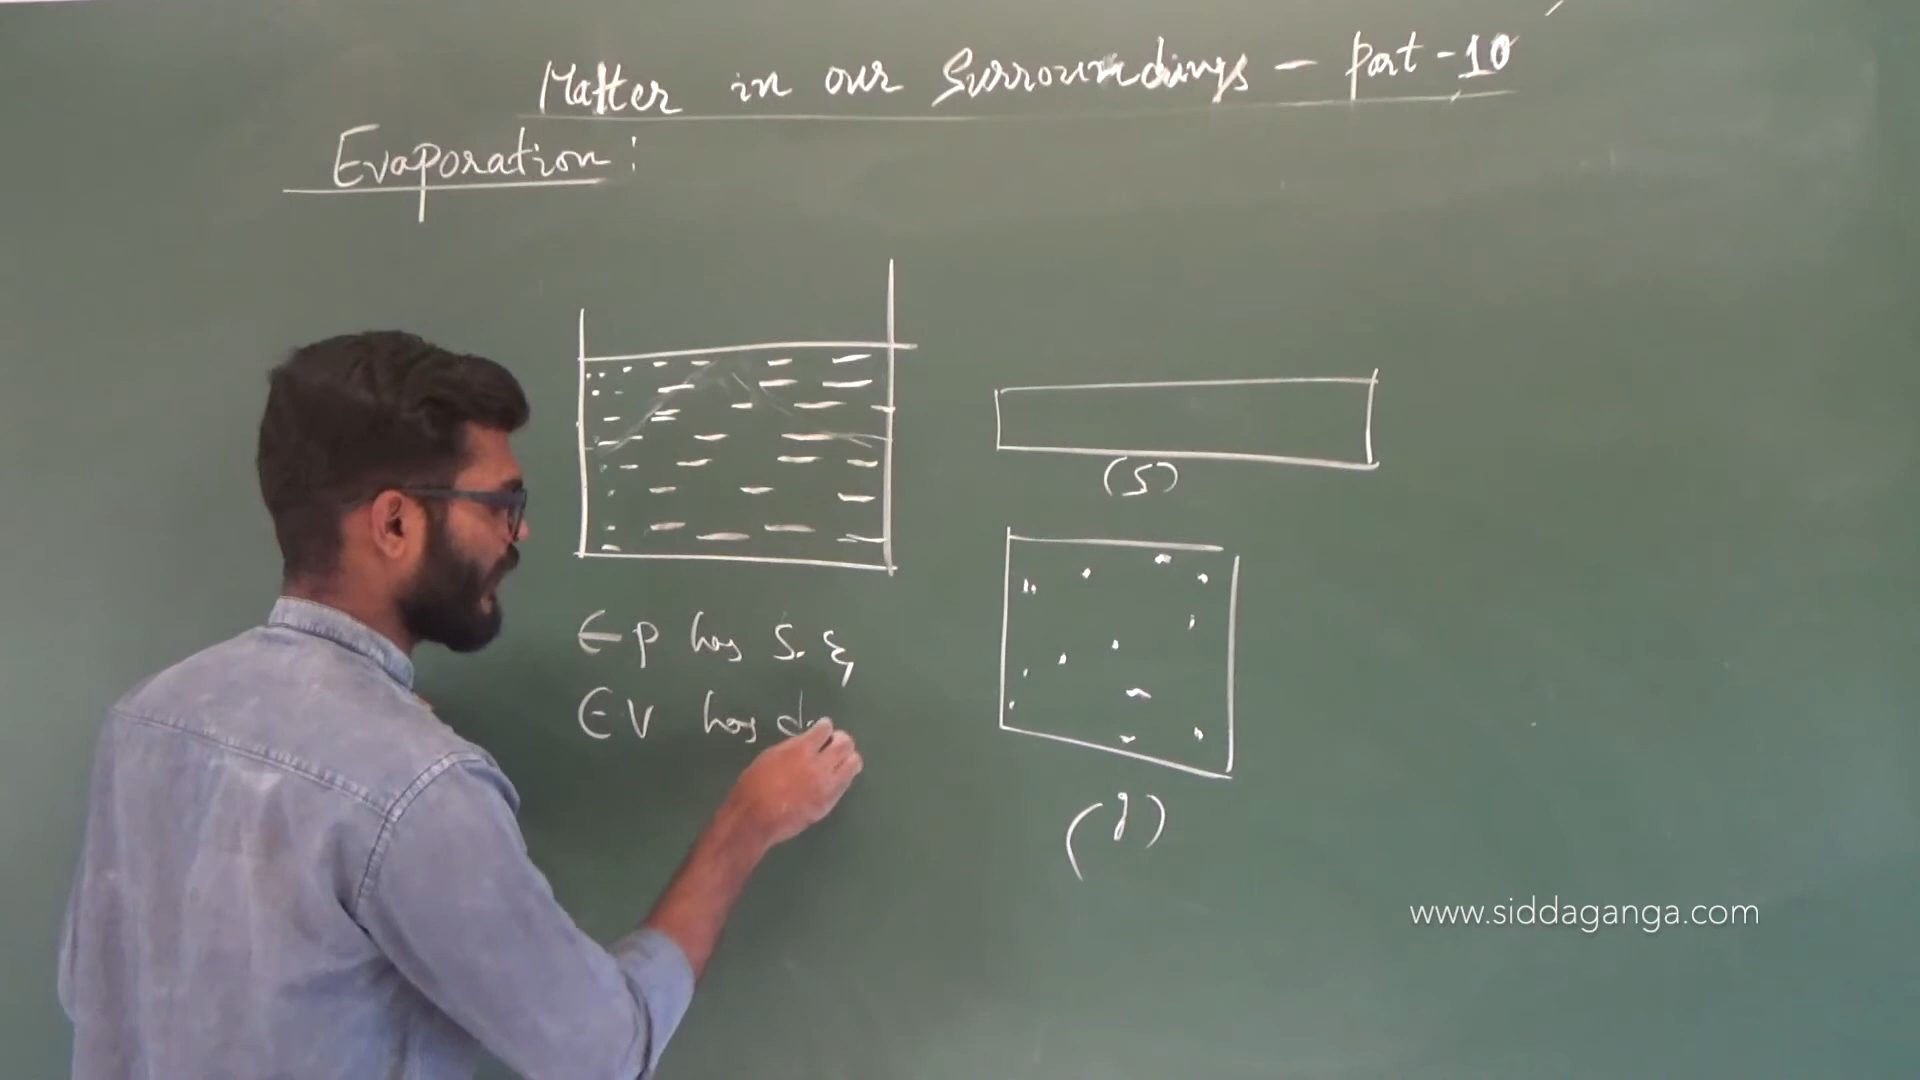 Matter in our Surroundings - Part - 10
Evaporation :
(S)
Ep has S. E,
EV has
www.siddaganga.com